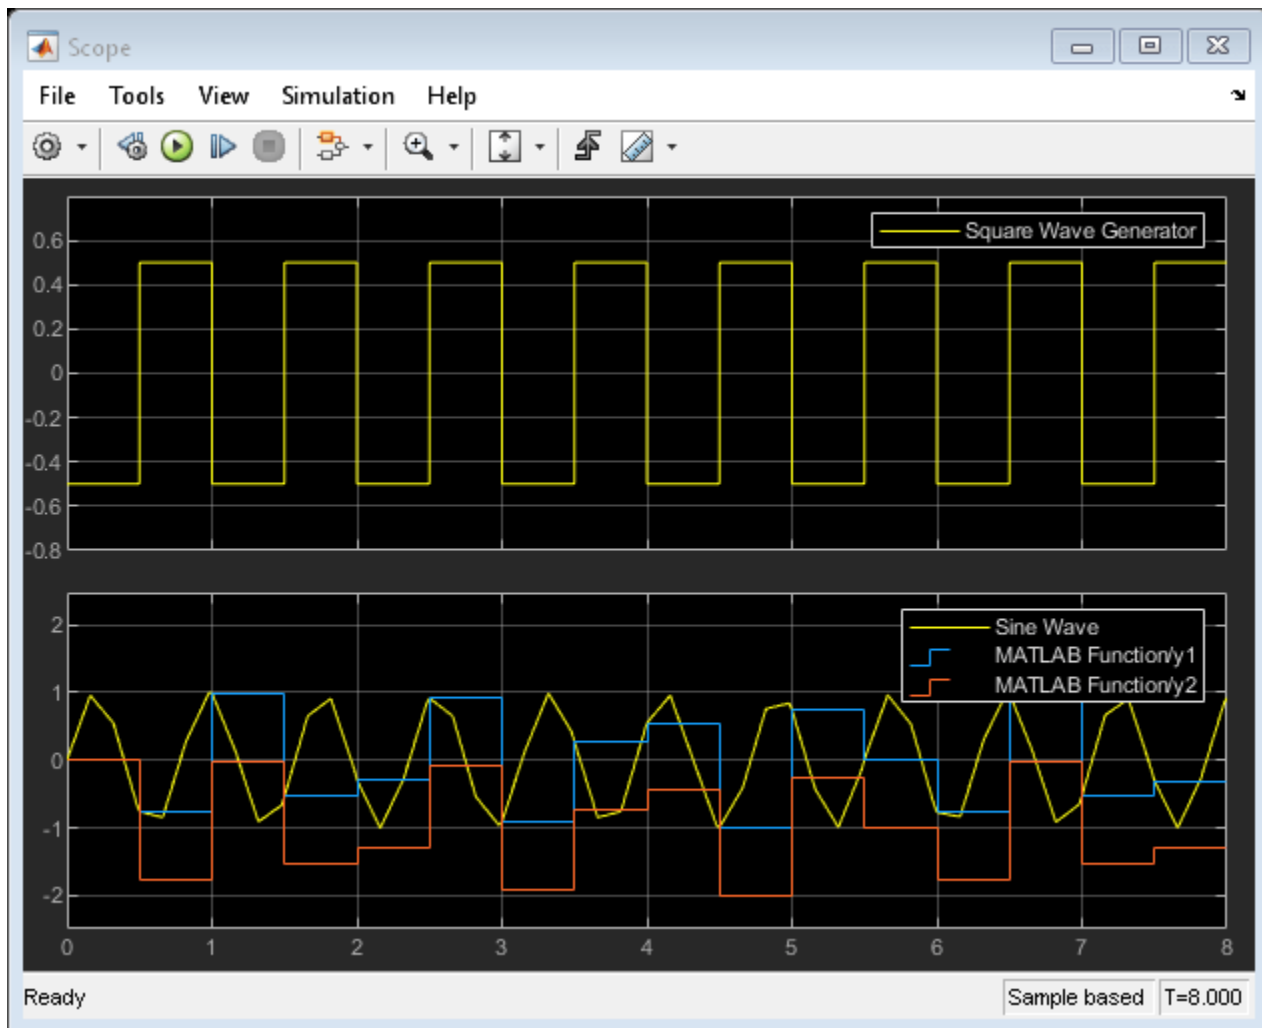 Scope
File Tools View Simulation Help
Square Wave Generator
0.6
0.4
0.2
0
-0.2
-0.4
-0.6
-0.8
Sine Wave
MATLAB Function/y1
MATLAB Function/y2
2
1
0
-1
-2
0 1 2 3 4 5 6 7 8
Ready Sample based T=8.000